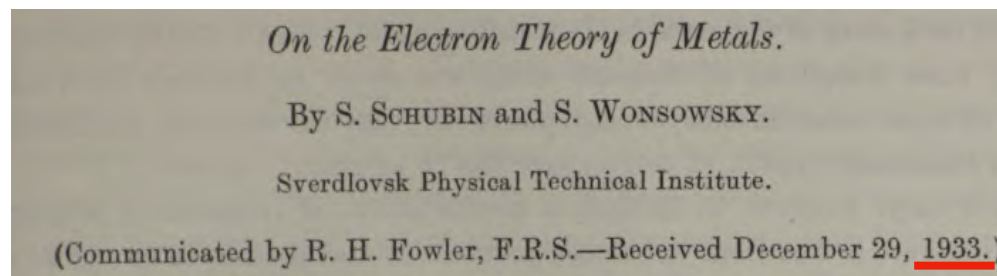 On the Electron Theory of Metals.
By S. SCHUBIN and S. WONSOWSKY.
Sverdlovsk Physical Technical Institute.
(Communicated by R. H. Fowler, F.R.S.—Received December 29, 1933.)